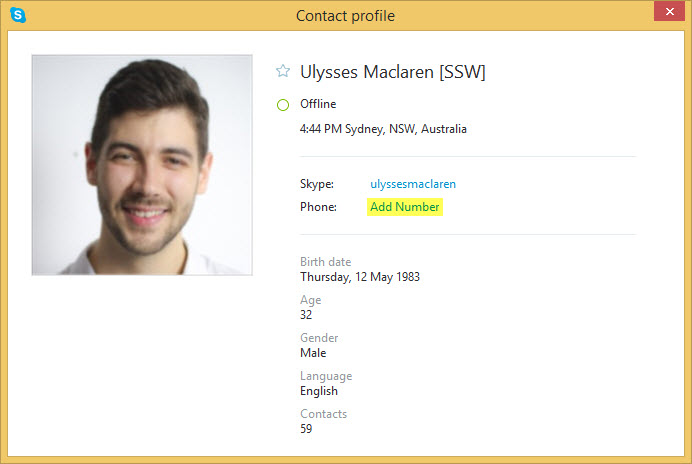 Contact profile
Ulysses Maclaren [SSW]
Offline
4:44 PM Sydney, NSW, Australia
Skype: ulyssesmaclaren
Phone: Add Number
Birth date
Thursday, 12 May 1983
Age
32
Gender
Male
Language
English
Contacts
59